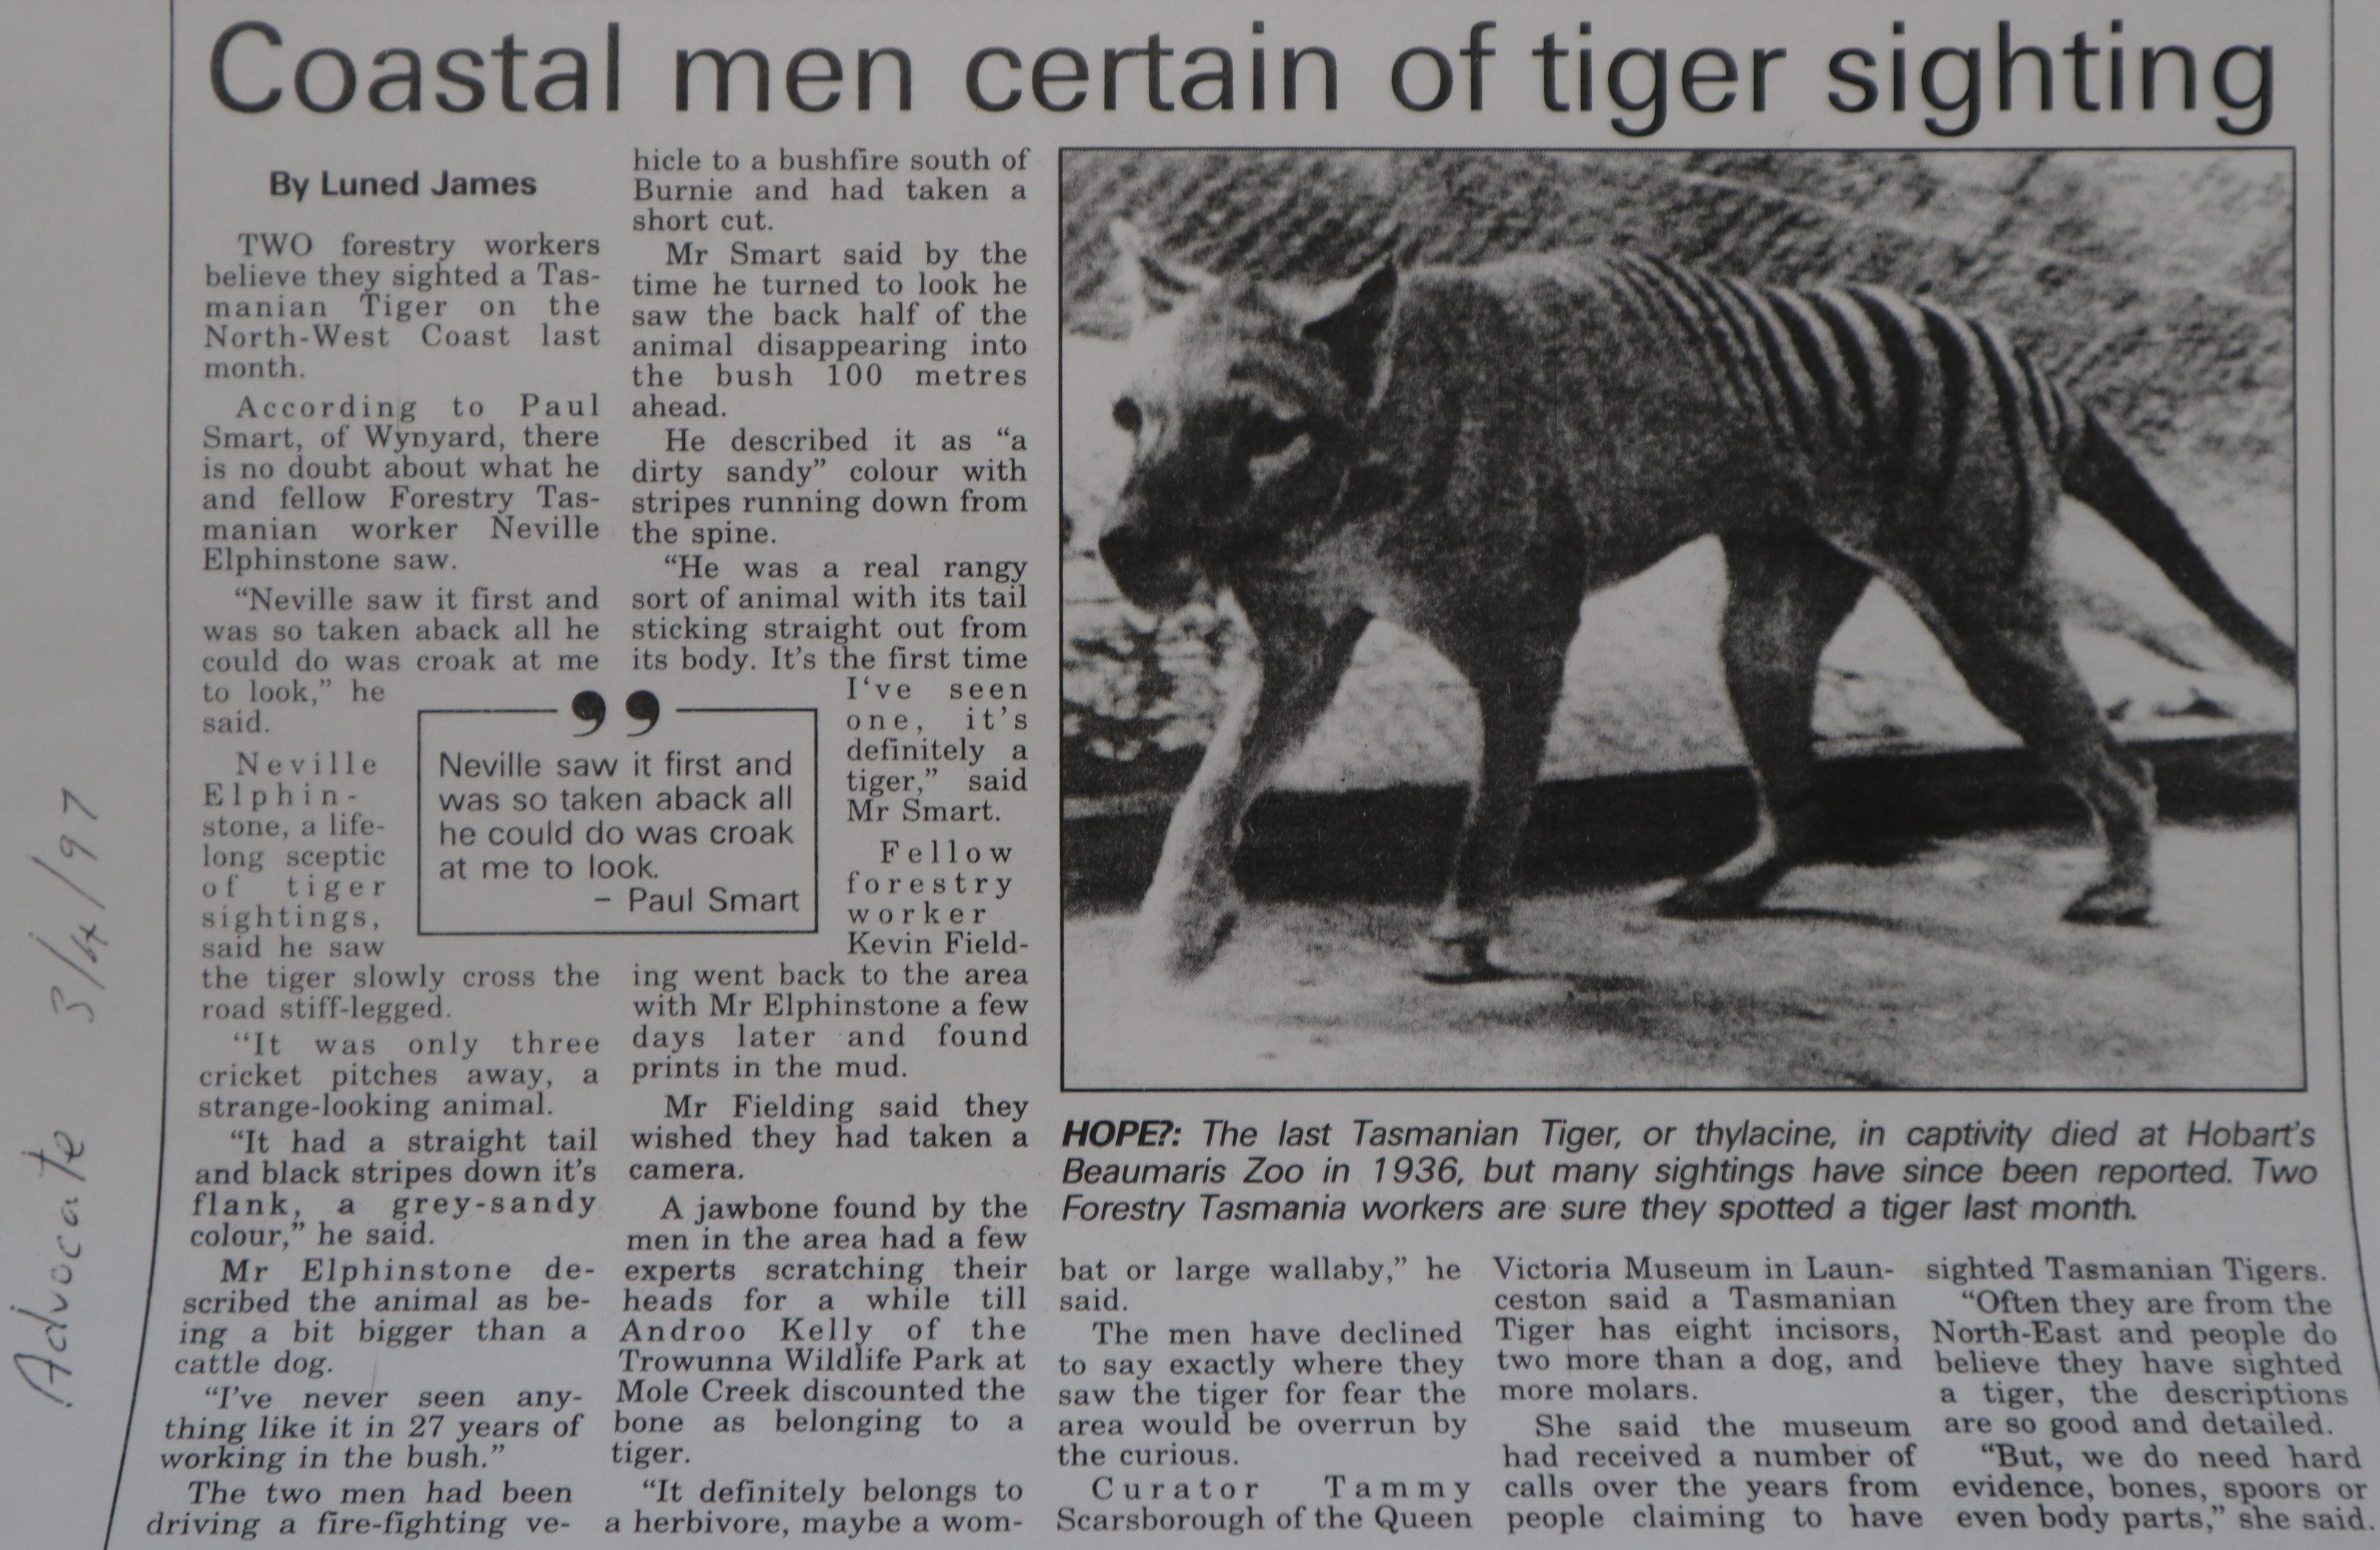 Coastal men certain of tiger sighting
By Luned James
TWO forestry workers
believe they sighted a Tas-
manian Tiger on the
North-West Coast last
month.
According to Paul
Smart, of Wynyard, there
is no doubt about what he
and fellow Forestry Tas-
manian worker Neville
Elphinstone saw.
“Neville saw it first and
was so taken aback all he
could do was croak at me
to look,” he
said.
Neville
Elphin-
stone, a life-
long sceptic
of tiger
sightings,
said he saw
the tiger slowly cross the
road stiff-legged.
“It was only three
cricket pitches away, a
strange-looking animal.
“It had a straight tail
and black stripes down it’s
flank, a grey-sandy
colour,” he said.
Mr Elphinstone de-
scribed the animal as be-
ing a bit bigger than a
cattle dog.
“I’ve never seen any-
thing like it in 27 years of
working in the bush.”
The two men had been
driving a fire-fighting ve-
hicle to a bushfire south of
Burnie and had taken a
short cut.
Mr Smart said by the
time he turned to look he
saw the back half of the
animal disappearing into
the bush 100 metres
ahead.
He described it as “a
dirty sandy” colour with
stripes running down from
the spine.
“He was a real rangy
sort of animal with its tail
sticking straight out from
its body. It’s the first time
I‘ve seen
one, it’s
definitely a
tiger,” said
Mr Smart.
Fellow
forestry
worker
Kevin Field-
ing went back to the area
with Mr Elphinstone a few
days later and found
prints in the mud.
Mr Fielding said they
wished they had taken a
camera.
A jawbone found by the
men in the area had a few
experts scratching their
heads for a while till
Androo Kelly of the
Trowunna Wildlife Park at
Mole Creek discounted the
bone as belonging to a
tiger.
“It definitely belongs to
a herbivore, maybe a wom-
”
Neville saw it first and
was so taken aback all
he could do was croak
at me to look.
– Paul Smart
HOPE?: The last Tasmanian Tiger, or thylacine, in captivity died at Hobart’s
Beaumaris Zoo in 1936, but many sightings have since been reported. Two
Forestry Tasmania workers are sure they spotted a tiger last month.
bat or large wallaby,” he
said.
The men have declined
to say exactly where they
saw the tiger for fear the
area would be overrun by
the curious.
Curator Tammy
Scarsborough of the Queen
Victoria Museum in Laun-
ceston said a Tasmanian
Tiger has eight incisors,
two more than a dog, and
more molars.
She said the museum
had received a number of
calls over the years from
people claiming to have
sighted Tasmanian Tigers.
“Often they are from the
North-East and people do
believe they have sighted
a tiger, the descriptions
are so good and detailed.
“But, we do need hard
evidence, bones, spoors or
even body parts,” she said.
Advocate 3/4/97